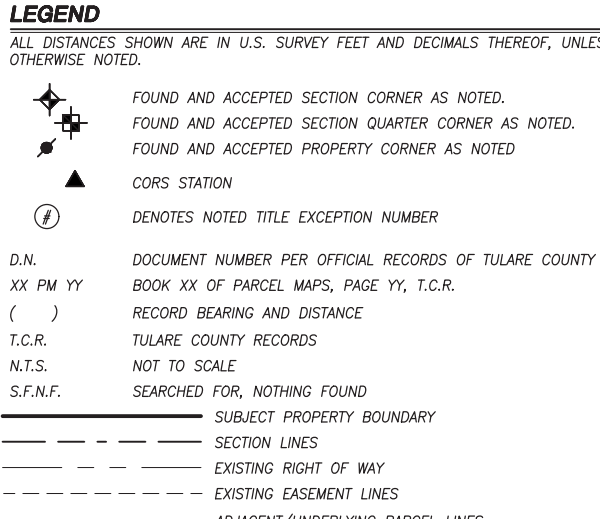 LEGEND
ALL DISTANCES SHOWN ARE IN U.S. SURVEY FEET AND DECIMALS THEREOF, UNLES
OTHERWISE NOTED.
FOUND AND ACCEPTED SECTION CORNER AS NOTED.
FOUND AND ACCEPTED SECTION QUARTER CORNER AS NOTED.
FOUND AND ACCEPTED PROPERTY CORNER AS NOTED
CORS STATION
# DENOTES NOTED TITLE EXCEPTION NUMBER
D.N. DOCUMENT NUMBER PER OFFICIAL RECORDS OF TULARE COUNTY
XX PM YY BOOK XX OF PARCEL MAPS, PAGE YY, T.C.R.
( ) RECORD BEARING AND DISTANCE
T.C.R. TULARE COUNTY RECORDS
N.T.S. NOT TO SCALE
S.F.N.F. SEARCHED FOR, NOTHING FOUND
SUBJECT PROPERTY BOUNDARY
SECTION LINES
EXISTING RIGHT OF WAY
EXISTING EASEMENT LINES
ADJACENT/UNDERLYING PARCEL LINES